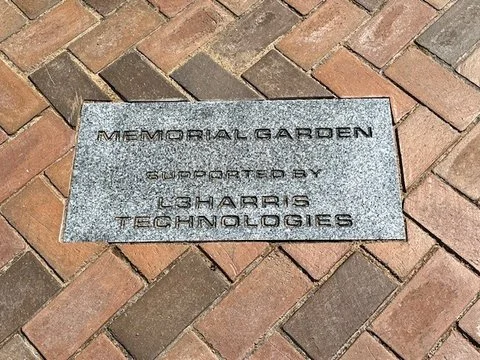 MEMORIAL GARDEN
SUPPORTED BY
L3HARRIS
TECHNOLOGIES